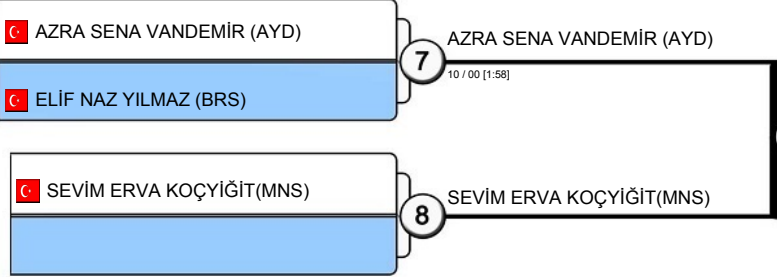 AZRA SENA VANDEMİR (AYD)
7
AZRA SENA VANDEMİR (AYD)
10 / 00 [1:58]
ELİF NAZ YILMAZ (BRS)
SEVİM ERVA KOÇYİĞİT(MNS)
8
SEVİM ERVA KOÇYİĞİT(MNS)